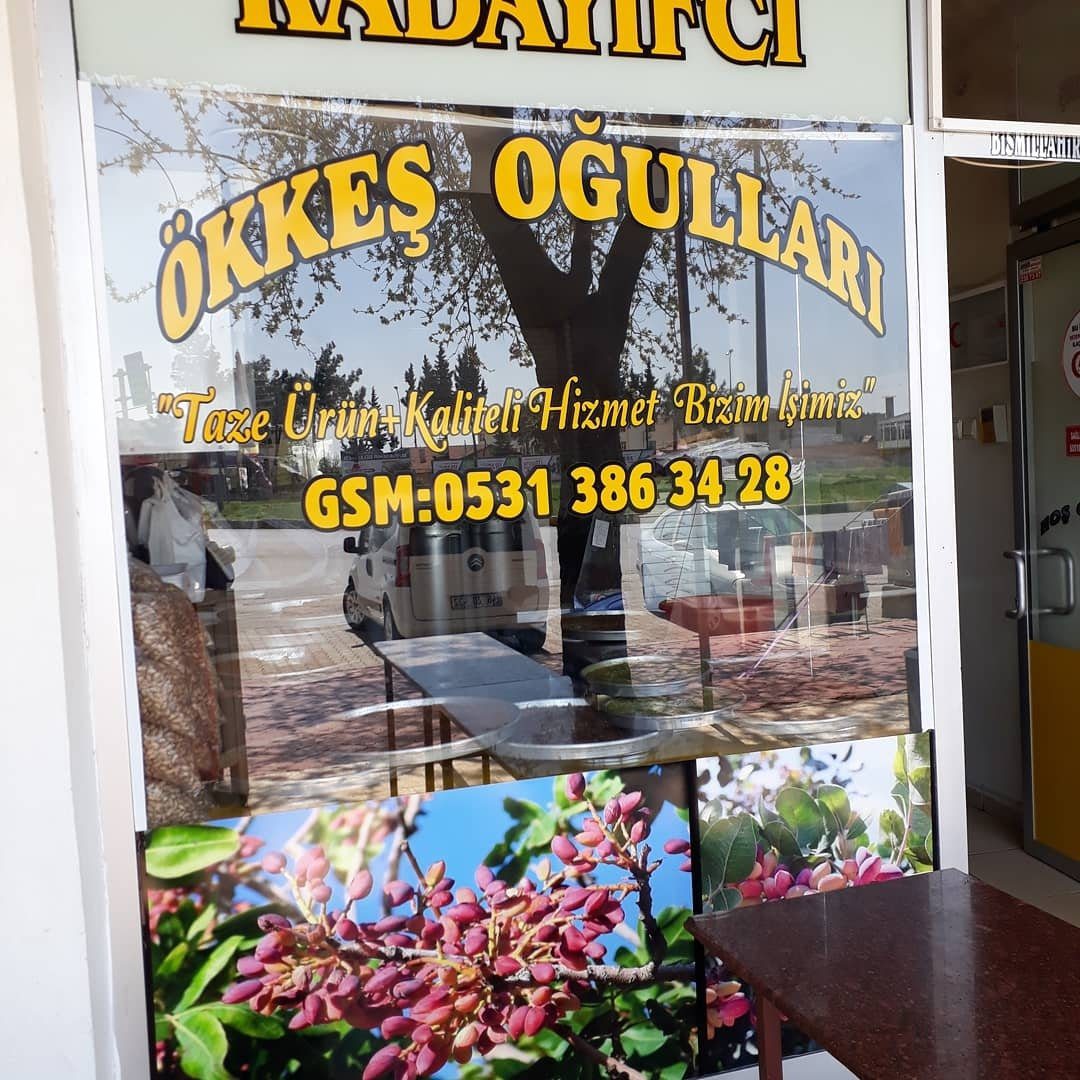 KADAYIFCI
ÖKKEŞ OĞULLARI
"Taze Ürün+Kaliteli Hizmet Bizim İşimiz"
GSM:0531 386 34 28